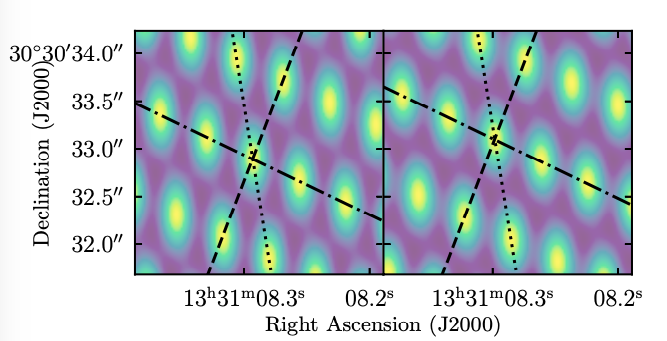 30°30′34.0″
33.5″
33.0″
32.5″
32.0″
Declination (J2000)
13ʰ31ᵐ08.3ˢ 08.2ˢ 13ʰ31ᵐ08.3ˢ 08.2ˢ
Right Ascension (J2000)